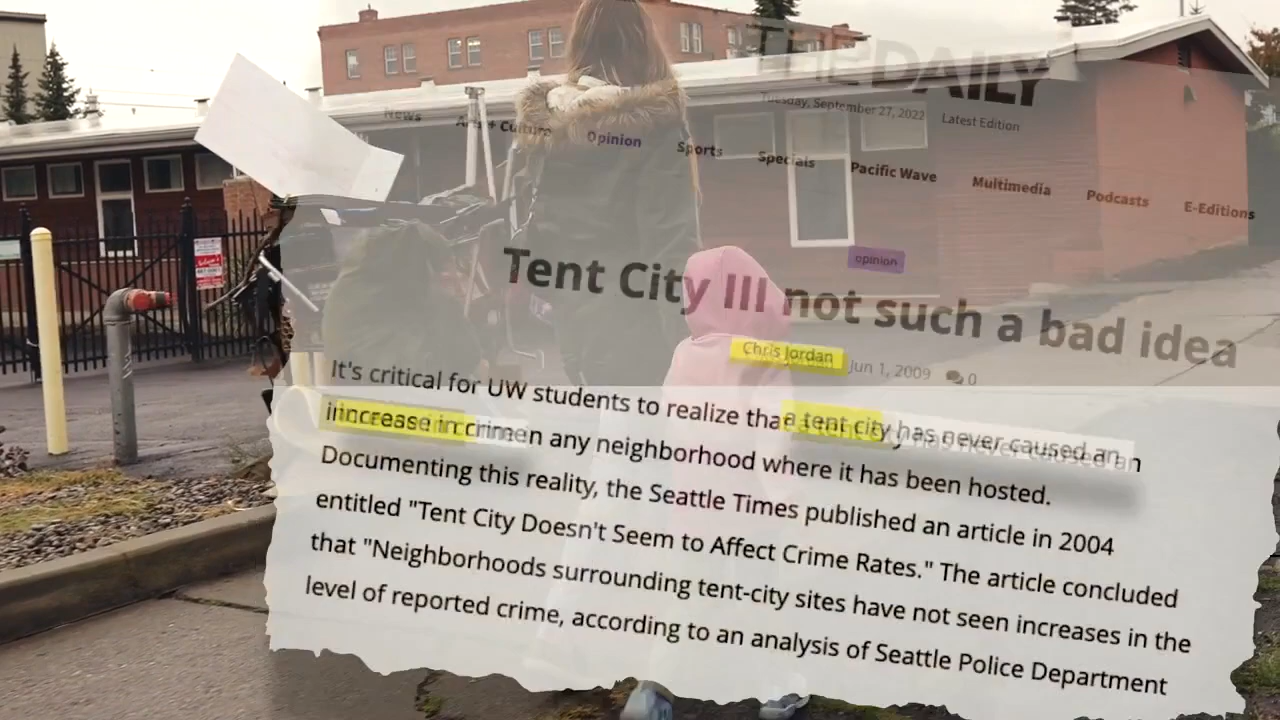 THE DAILY
Tuesday, September 27, 2022 Latest Edition
News Arts + Culture Opinion Sports Specials Pacific Wave Multimedia Podcasts E-Editions
opinion
Tent City III not such a bad idea
Chris Jordan Jun 1, 2009 0
It's critical for UW students to realize that a tent city has never caused an
increase in crime in any neighborhood where it has been hosted.
Documenting this reality, the Seattle Times published an article in 2004
entitled "Tent City Doesn't Seem to Affect Crime Rates." The article concluded
that "Neighborhoods surrounding tent-city sites have not seen increases in the
level of reported crime, according to an analysis of Seattle Police Department